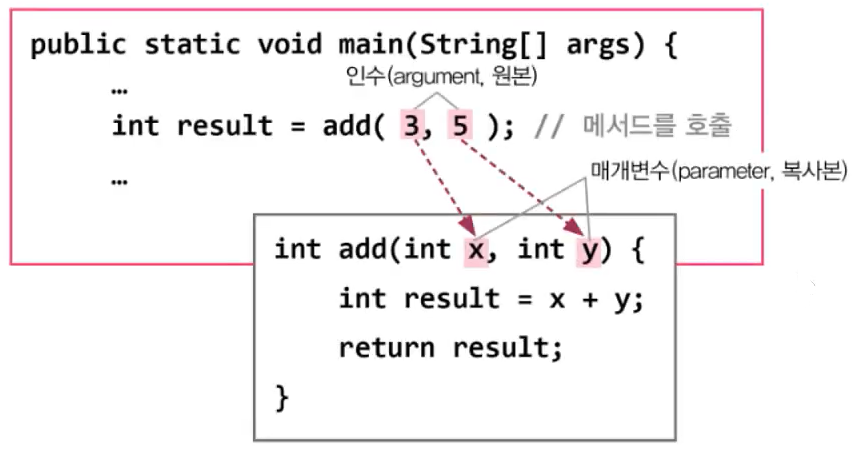 public static void main(String[] args) {
…
인수(argument, 원본)
int result = add( 3, 5 ); // 메서드를 호출
…
매개변수(parameter, 복사본)
int add(int x, int y) {
int result = x + y;
return result;
}